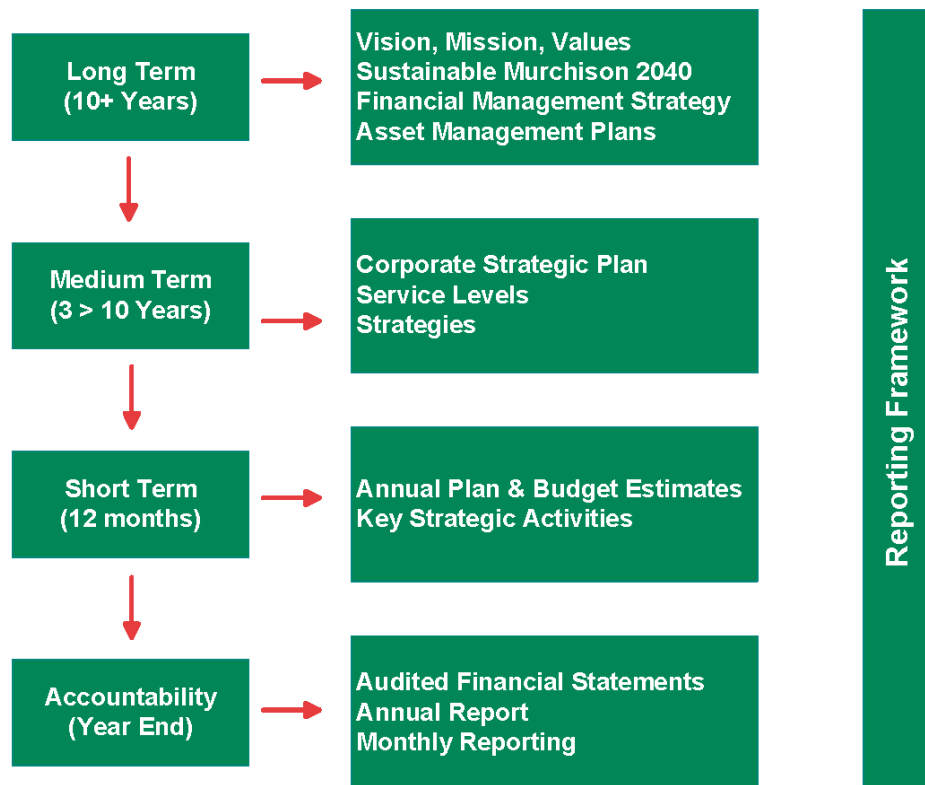 Long Term
(10+ Years)
Vision, Mission, Values
Sustainable Murchison 2040
Financial Management Strategy
Asset Management Plans
Medium Term
(3 > 10 Years)
Corporate Strategic Plan
Service Levels
Strategies
Short Term
(12 months)
Annual Plan & Budget Estimates
Key Strategic Activities
Accountability
(Year End)
Audited Financial Statements
Annual Report
Monthly Reporting
Reporting Framework